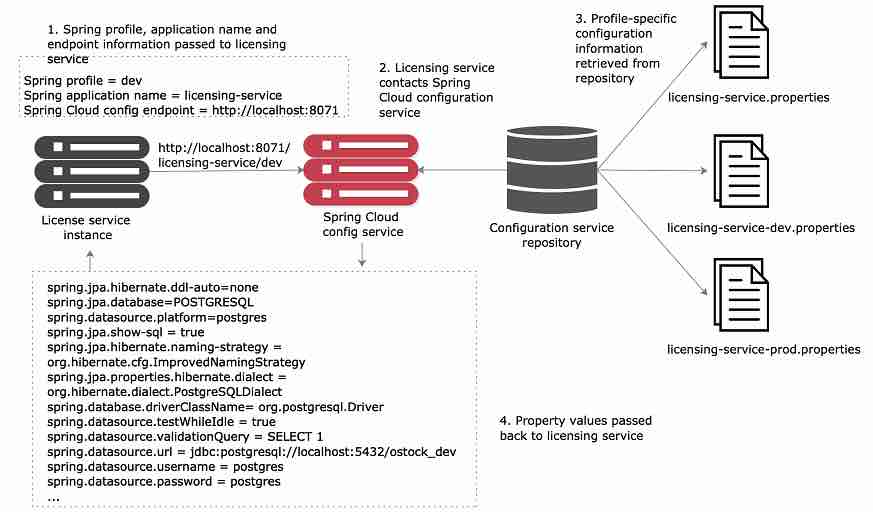 1. Spring profile, application name and
endpoint information passed to licensing
service
Spring profile = dev
Spring application name = licensing-service
Spring Cloud config endpoint = http://localhost:8071
2. Licensing service
contacts Spring
Cloud configuration
service
3. Profile-specific
configuration
information
retrieved from
repository
licensing-service.properties
http://localhost:8071/
licensing-service/dev
License service
instance
Spring Cloud
config service
Configuration service
repository
licensing-service-dev.properties
licensing-service-prod.properties
spring.jpa.hibernate.ddl-auto=none
spring.jpa.database=POSTGRESQL
spring.datasource.platform=postgres
spring.jpa.show-sql = true
spring.jpa.hibernate.naming-strategy =
org.hibernate.cfg.ImprovedNamingStrategy
spring.jpa.properties.hibernate.dialect =
org.hibernate.dialect.PostgreSQLDialect
spring.database.driverClassName= org.postgresql.Driver
spring.datasource.testWhileIdle = true
spring.datasource.validationQuery = SELECT 1
spring.datasource.url = jdbc:postgresql://localhost:5432/ostock_dev
spring.datasource.username = postgres
spring.datasource.password = postgres
...
4. Property values passed
back to licensing service